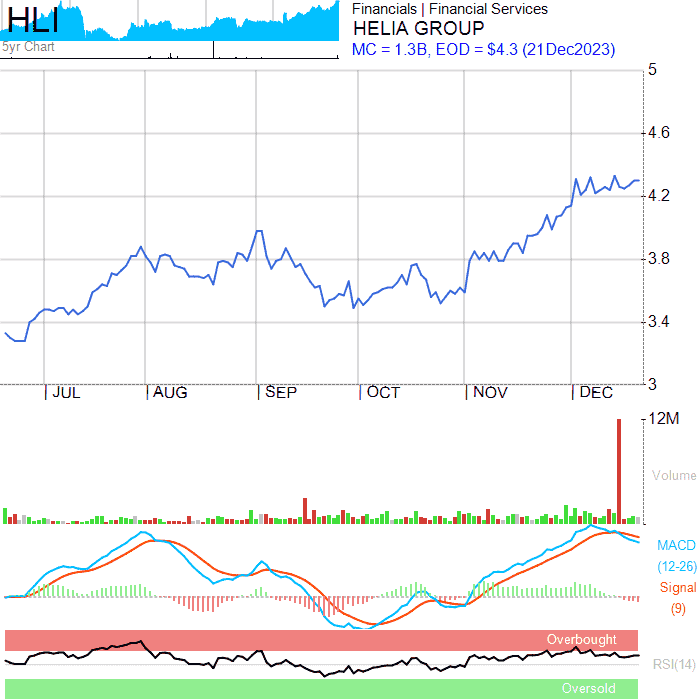 HLI
5yr Chart
Financials | Financial Services
HELIA GROUP
MC = 1.3B, EOD = $4.3 (21Dec2023)
5
4.6
4.2
3.8
3.4
3
JUL AUG SEP OCT NOV DEC
12M
Volume
MACD
(12-26)
Signal
(9)
Overbought
RSI(14)
Oversold